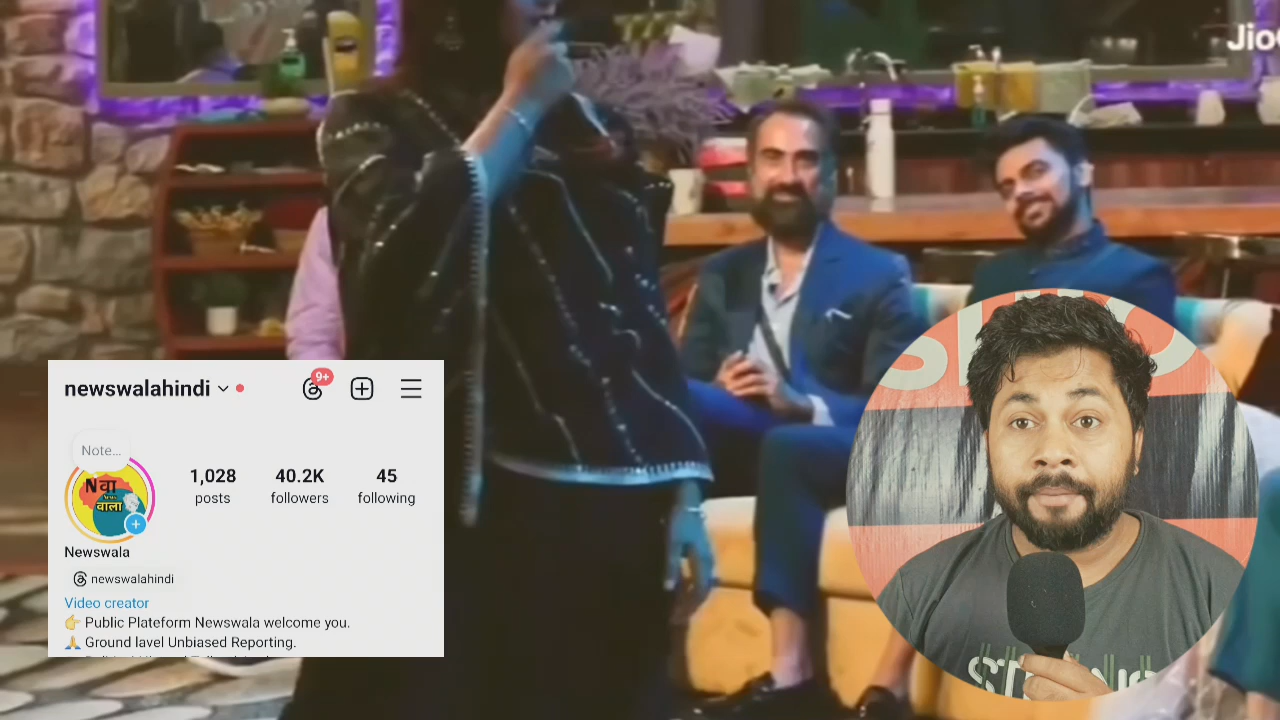 Jio
newswalahindi
9+
Note...
1,028
posts
40.2K
followers
45
following
Nवा
वाला
Newswala
newswalahindi
Video creator
👉 Public Plateform Newswala welcome you.
🙏 Ground lavel Unbiased Reporting.